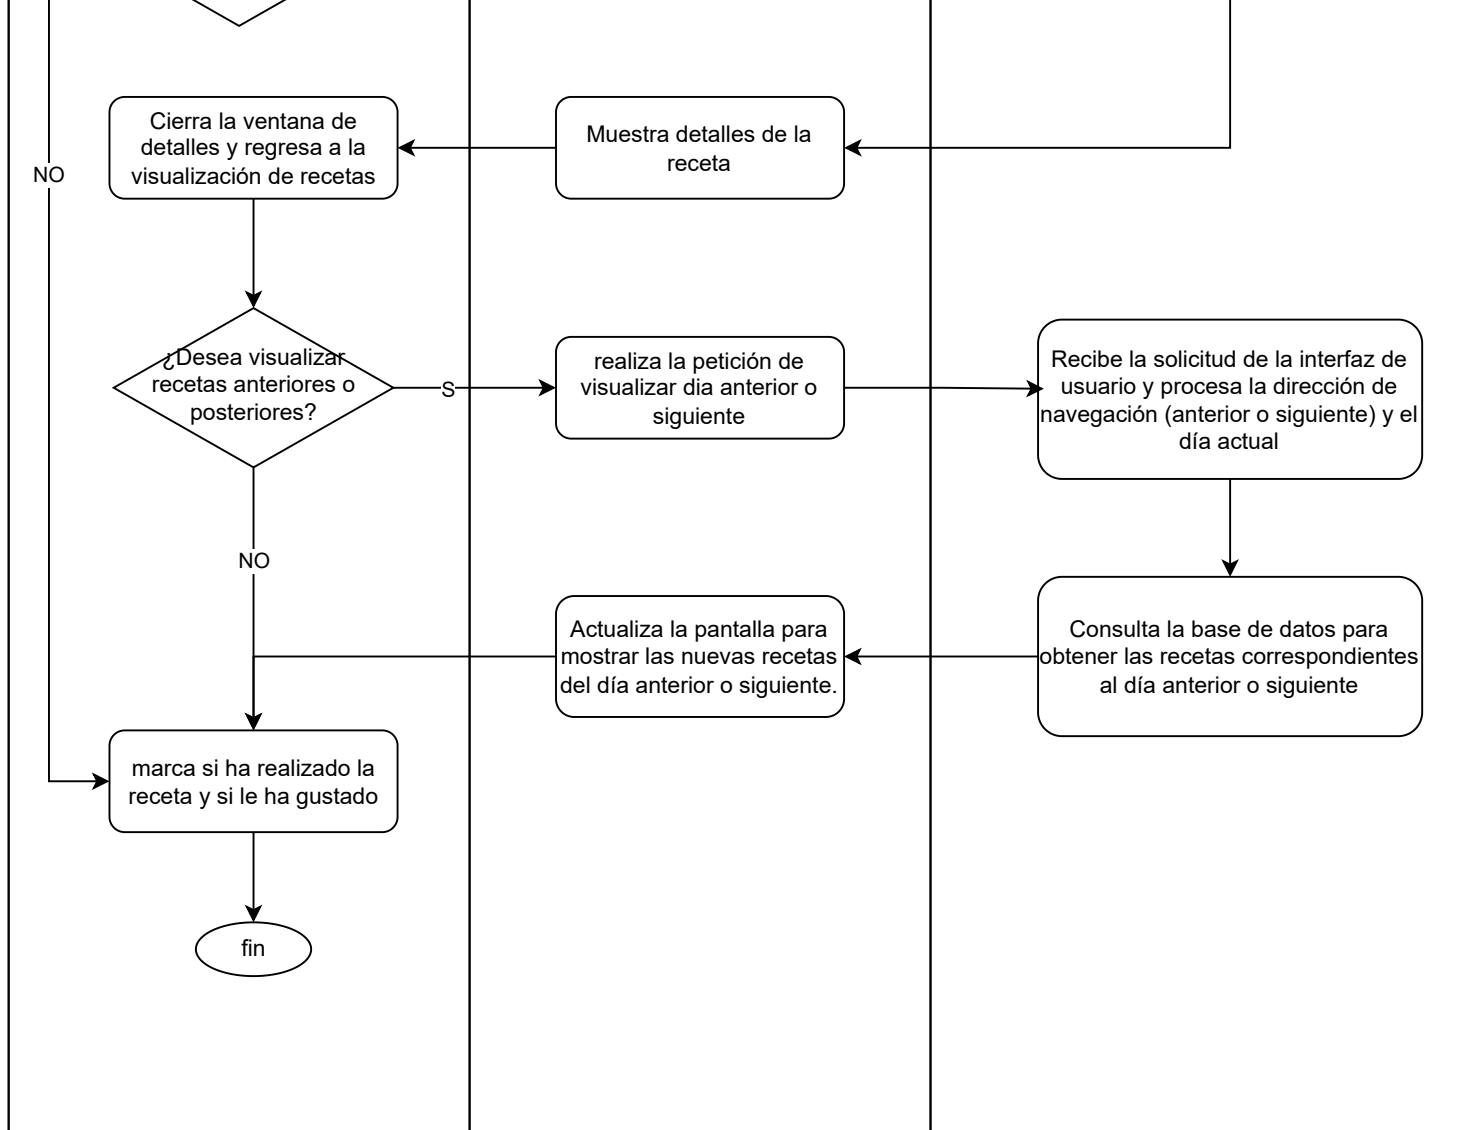 Cierra la ventana de
detalles y regresa a la
visualización de recetas
Muestra detalles de la
receta
NO
¿Desea visualizar
recetas anteriores o
posteriores?
S
realiza la petición de
visualizar dia anterior o
siguiente
Recibe la solicitud de la interfaz de
usuario y procesa la dirección de
navegación (anterior o siguiente) y el
día actual
NO
Actualiza la pantalla para
mostrar las nuevas recetas
del día anterior o siguiente.
Consulta la base de datos para
obtener las recetas correspondientes
al día anterior o siguiente
marca si ha realizado la
receta y si le ha gustado
fin